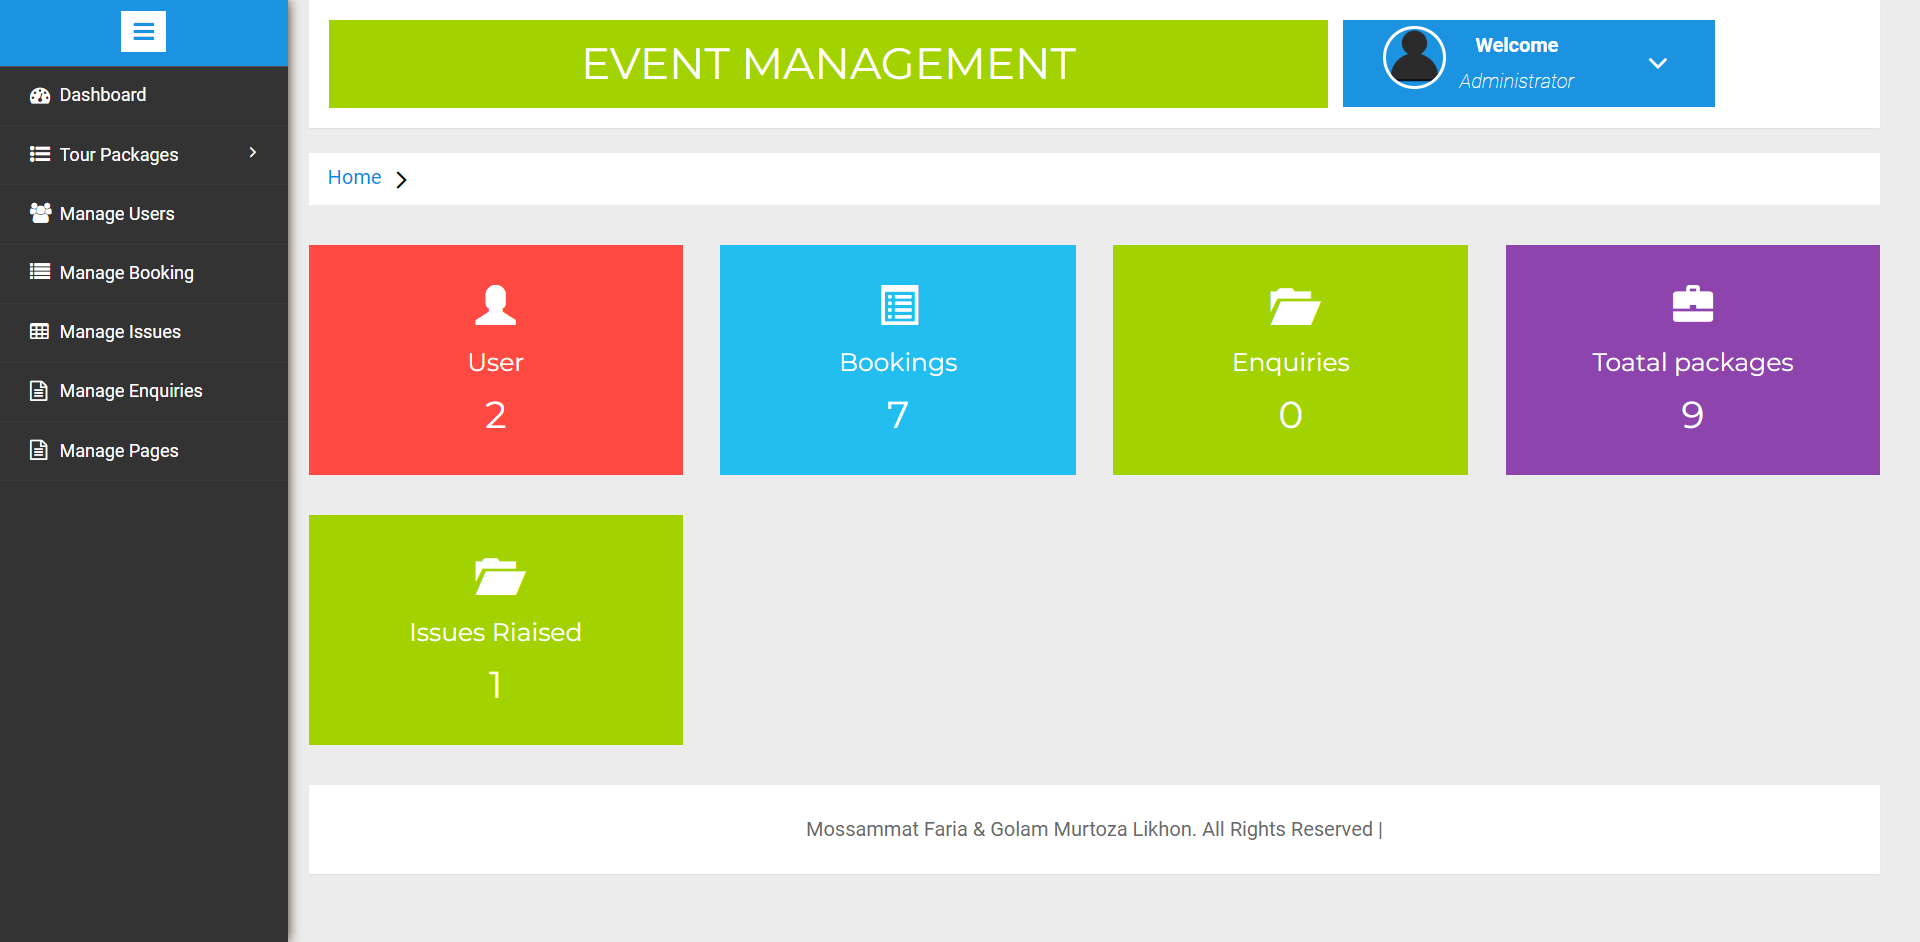 EVENT MANAGEMENT
Welcome
Administrator
Dashboard
Tour Packages
Manage Users
Manage Booking
Manage Issues
Manage Enquiries
Manage Pages
Home
User
2
Bookings
7
Enquiries
0
Toatal packages
9
Issues Riaised
1
Mossammat Faria & Golam Murtoza Likhon. All Rights Reserved |